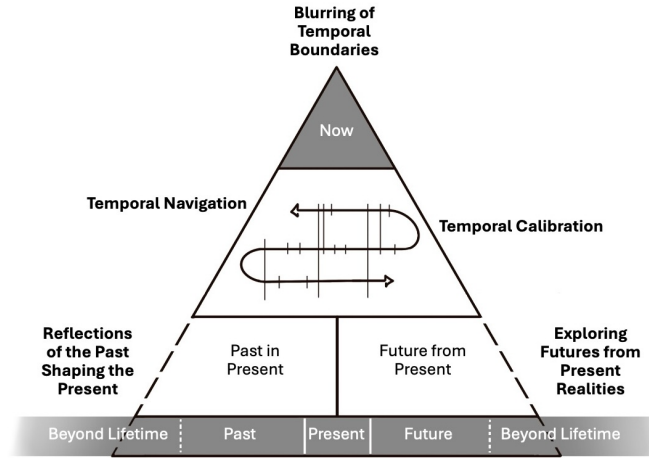 Blurring of
Temporal
Boundaries
Now
Temporal Navigation
Temporal Calibration
Reflections
of the Past
Shaping the
Present
Past in
Present
Future from
Present
Exploring
Futures from
Present
Realities
Beyond Lifetime
Past
Present
Future
Beyond Lifetime